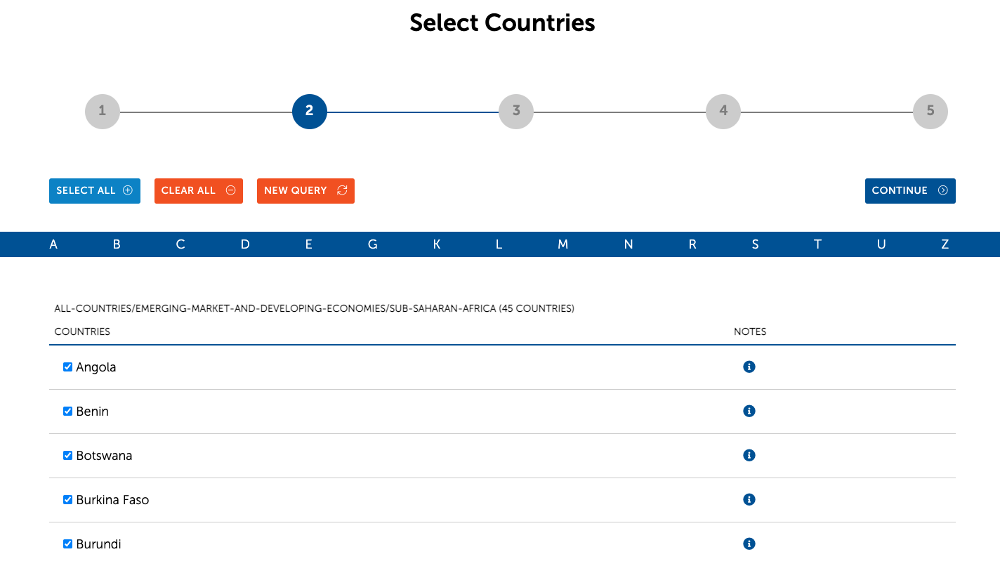 Select Countries
1 2 3 4 5
SELECT ALL CLEAR ALL NEW QUERY CONTINUE
A B C D E G K L M N R S T U Z
ALL-COUNTRIES/EMERGING-MARKET-AND-DEVELOPING-ECONOMIES/SUB-SAHARAN-AFRICA (45 COUNTRIES)
COUNTRIES NOTES
Angola
Benin
Botswana
Burkina Faso
Burundi